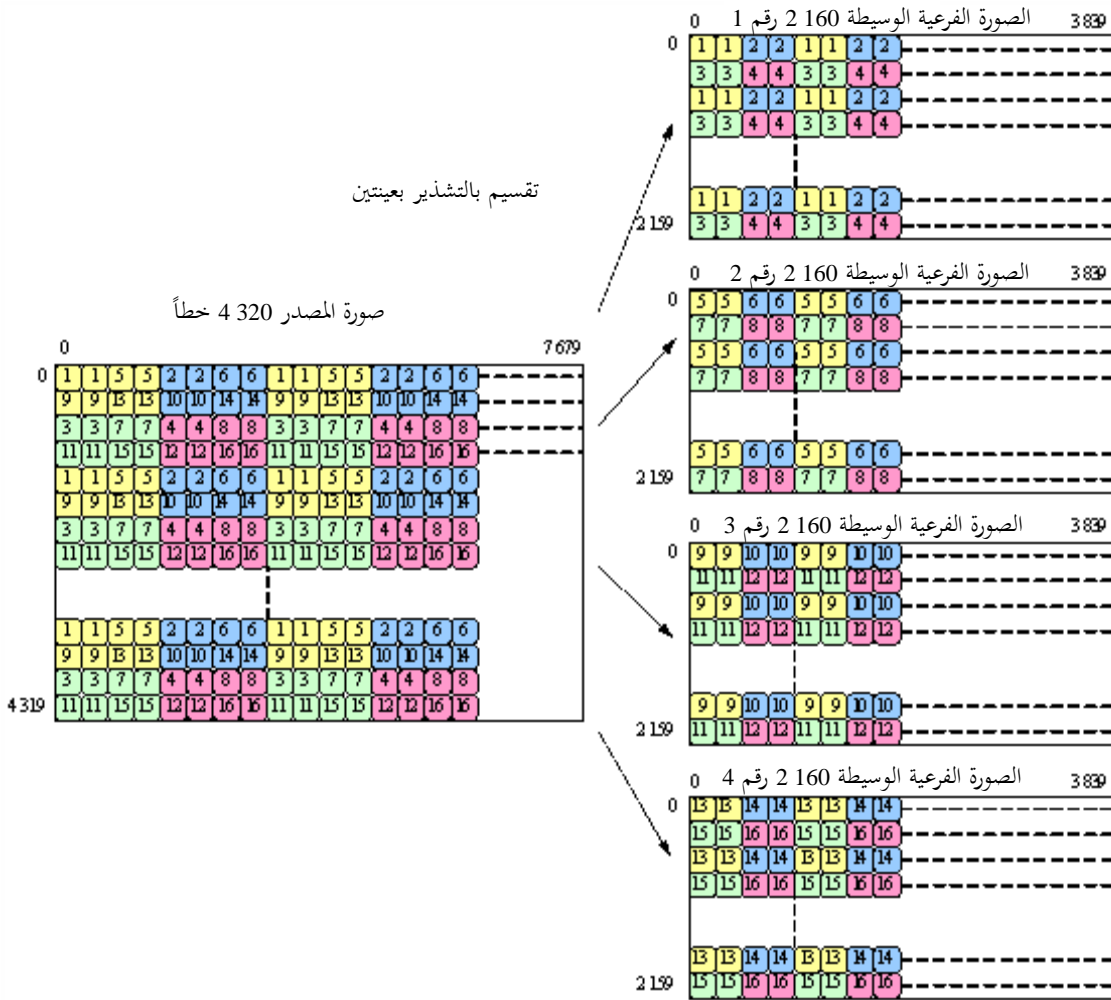 تقسيم بالتشذير بعينتين
صورة المصدر 320 4 خطاً
0 7 679
0 1 1 5 5 2 2 6 6 1 1 5 5 2 2 6 6
9 9 13 13 10 10 14 14 9 9 13 13 10 10 14 14
3 3 7 7 4 4 8 8 3 3 7 7 4 4 8 8
11 11 15 15 12 12 16 16 11 11 15 15 12 12 16 16
1 1 5 5 2 2 6 6 1 1 5 5 2 2 6 6
9 9 13 13 10 10 14 14 9 9 13 13 10 10 14 14
3 3 7 7 4 4 8 8 3 3 7 7 4 4 8 8
11 11 15 15 12 12 16 16 11 11 15 15 12 12 16 16
1 1 5 5 2 2 6 6 1 1 5 5 2 2 6 6
9 9 13 13 10 10 14 14 9 9 13 13 10 10 14 14
3 3 7 7 4 4 8 8 3 3 7 7 4 4 8 8
4 319 11 11 15 15 12 12 16 16 11 11 15 15 12 12 16 16
الصورة الفرعية الوسيطة 160 2 رقم 1
0 3 839
0 1 1 2 2 1 1 2 2
3 3 4 4 3 3 4 4
1 1 2 2 1 1 2 2
3 3 4 4 3 3 4 4
1 1 2 2 1 1 2 2
2 159 3 3 4 4 3 3 4 4
الصورة الفرعية الوسيطة 160 2 رقم 2
0 3 839
0 5 5 6 6 5 5 6 6
7 7 8 8 7 7 8 8
5 5 6 6 5 5 6 6
7 7 8 8 7 7 8 8
5 5 6 6 5 5 6 6
2 159 7 7 8 8 7 7 8 8
الصورة الفرعية الوسيطة 160 2 رقم 3
0 3 839
0 9 9 10 10 9 9 10 10
11 11 12 12 11 11 12 12
9 9 10 10 9 9 10 10
11 11 12 12 11 11 12 12
9 9 10 10 9 9 10 10
2 159 11 11 12 12 11 11 12 12
الصورة الفرعية الوسيطة 160 2 رقم 4
0 3 839
0 13 13 14 14 13 13 14 14
15 15 16 16 15 15 16 16
13 13 14 14 13 13 14 14
15 15 16 16 15 15 16 16
13 13 14 14 13 13 14 14
2 159 15 15 16 16 15 15 16 16